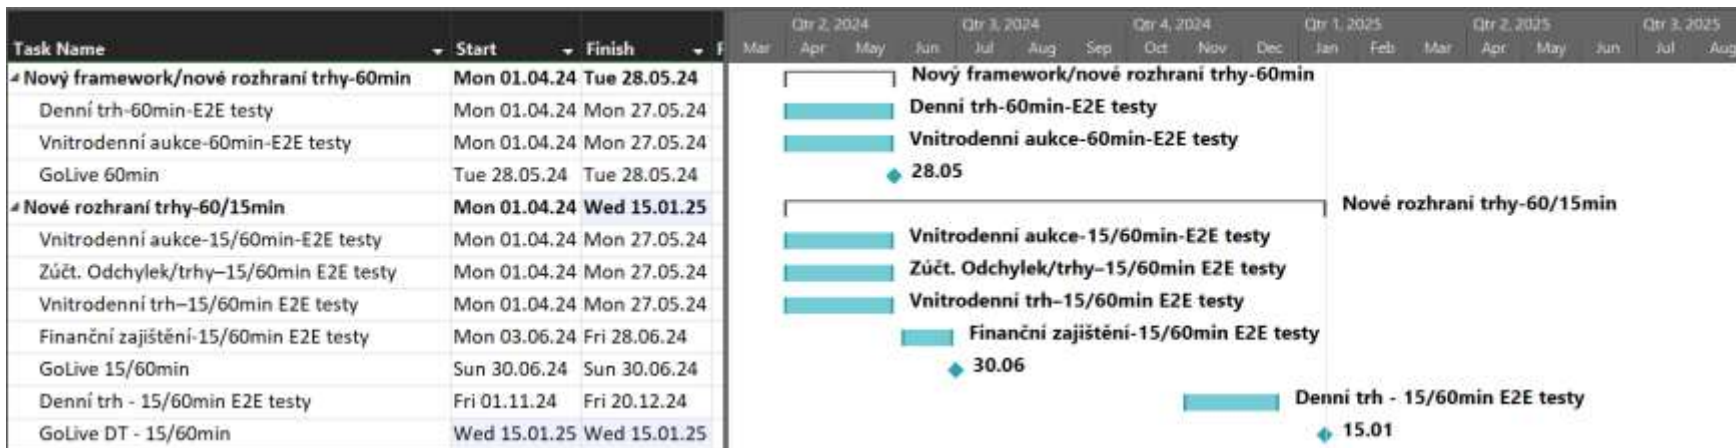 Qtr 2, 2024 Qtr 3, 2024 Qtr 4, 2024 Qtr 1, 2025 Qtr 2, 2025 Qtr 3, 2025
Task Name Start Finish F Mar Apr May Jun Jul Aug Sep Oct Nov Dec Jan Feb Mar Apr May Jun Jul Aug
Nový framework/nové rozhraní trhy-60min Mon 01.04.24 Tue 28.05.24 Nový framework/nové rozhraní trhy-60min
Denní trh-60min-E2E testy Mon 01.04.24 Mon 27.05.24 Denní trh-60min-E2E testy
Vnitrodenní aukce-60min-E2E testy Mon 01.04.24 Mon 27.05.24 Vnitrodenní aukce-60min-E2E testy
GoLive 60min Tue 28.05.24 Tue 28.05.24 28.05
Nové rozhraní trhy-60/15min Mon 01.04.24 Wed 15.01.25 Nové rozhraní trhy-60/15min
Vnitrodenní aukce-15/60min-E2E testy Mon 01.04.24 Mon 27.05.24 Vnitrodenní aukce-15/60min-E2E testy
Zúčt. Odchylek/trhy–15/60min E2E testy Mon 01.04.24 Mon 27.05.24 Zúčt. Odchylek/trhy–15/60min E2E testy
Vnitrodenní trh–15/60min E2E testy Mon 01.04.24 Mon 27.05.24 Vnitrodenní trh–15/60min E2E testy
Finanční zajištění-15/60min E2E testy Mon 03.06.24 Fri 28.06.24 Finanční zajištění-15/60min E2E testy
GoLive 15/60min Sun 30.06.24 Sun 30.06.24 30.06
Denní trh - 15/60min E2E testy Fri 01.11.24 Fri 20.12.24 Denní trh - 15/60min E2E testy
GoLive DT - 15/60min Wed 15.01.25 Wed 15.01.25 15.01